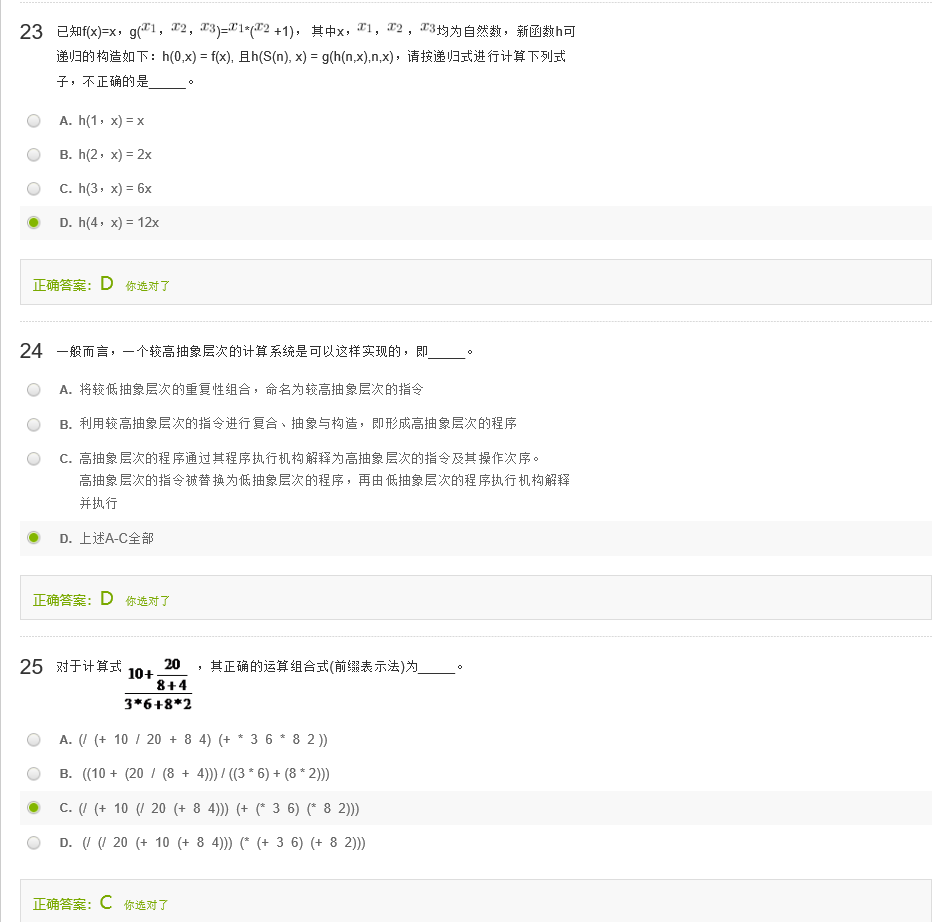 23 已知f(x)=x，g(x1，x2，x3)=x1*(x2 +1)， 其中x，x1，x2，x3均为自然数，新函数h可
递归的构造如下：h(0,x) = f(x), 且h(S(n), x) = g(h(n,x),n,x)，请按递归式进行计算下列式
子，不正确的是_____。
A. h(1，x) = x
B. h(2，x) = 2x
C. h(3，x) = 6x
D. h(4，x) = 12x
正确答案：D 你选对了
24 一般而言，一个较高抽象层次的计算系统是可以这样实现的，即_____。
A. 将较低抽象层次的重复性组合，命名为较高抽象层次的指令
B. 利用较高抽象层次的指令进行复合、抽象与构造，即形成高抽象层次的程序
C. 高抽象层次的程序通过其程序执行机构解释为高抽象层次的指令及其操作次序。
高抽象层次的指令被替换为低抽象层次的程序，再由低抽象层次的程序执行机构解释
并执行
D. 上述A-C全部
正确答案：D 你选对了
25 对于计算式 ，其正确的运算组合式(前缀表示法)为_____。
20
10+
8+4
3*6+8*2
A. (/ (+ 10 / 20 + 8 4) (+ * 3 6 * 8 2 ))
B. ((10 + (20 / (8 + 4))) / ((3 * 6) + (8 * 2)))
C. (/ (+ 10 (/ 20 (+ 8 4))) (+ (* 3 6) (* 8 2)))
D. (/ (/ 20 (+ 10 (+ 8 4))) (* (+ 3 6) (+ 8 2)))
正确答案：C 你选对了